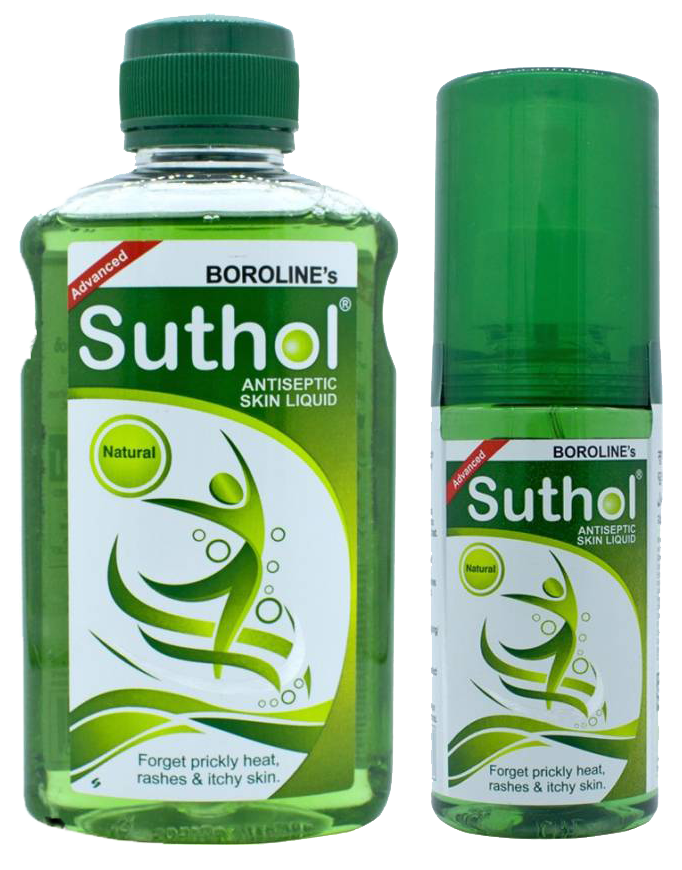 Advanced
BOROLINE's
Suthol®
ANTISEPTIC
SKIN LIQUID
Natural
Forget prickly heat,
rashes & itchy skin.
Advanced
BOROLINE's
Suthol®
ANTISEPTIC
SKIN LIQUID
Natural
Forget prickly heat,
rashes & itchy skin.